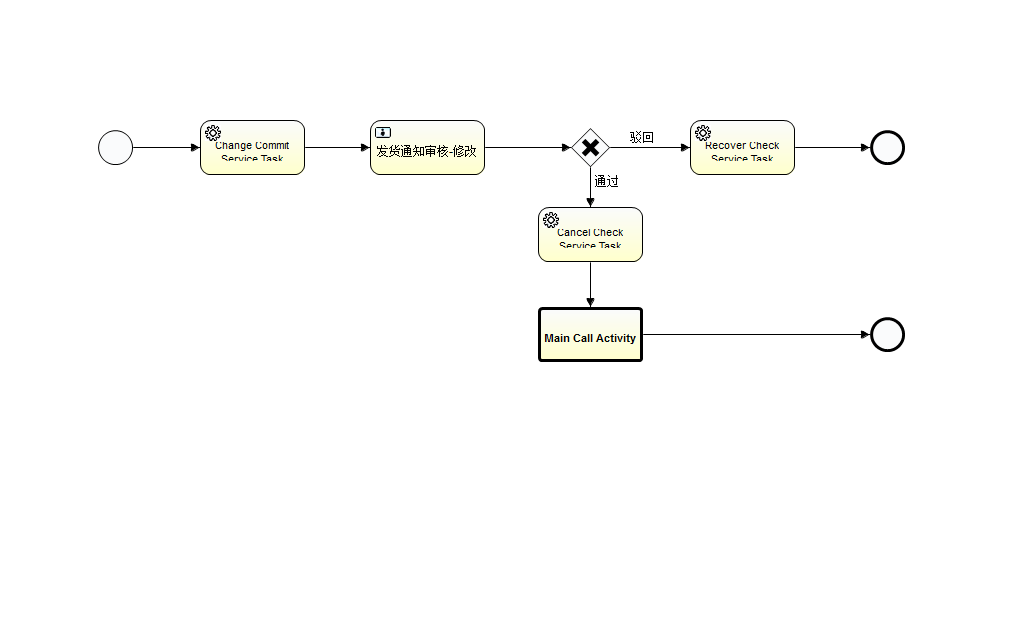 Change Commit
Service Task
发货通知审核-修改
驳回
Recover Check
Service Task
通过
Cancel Check
Service Task
Main Call Activity